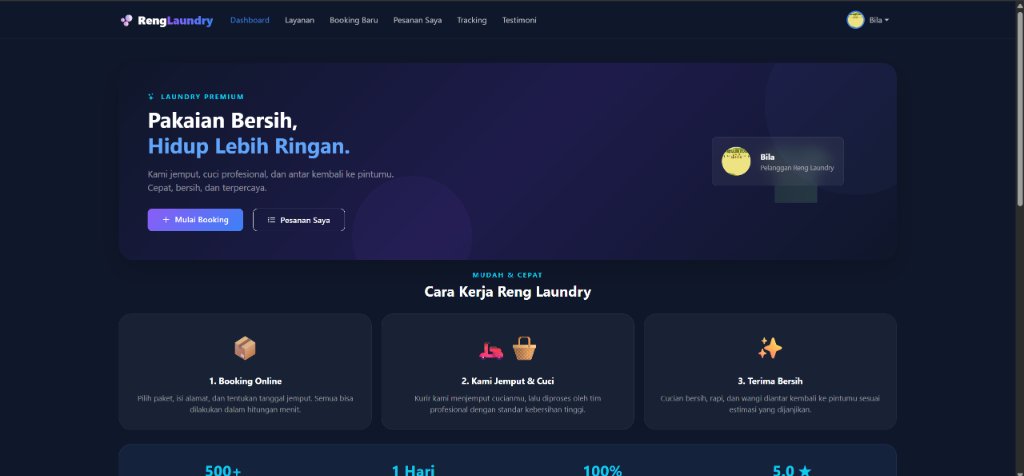 RengLaundry
Dashboard
Layanan
Booking Baru
Pesanan Saya
Tracking
Testimoni
Bila
LAUNDRY PREMIUM
Pakaian Bersih,
Hidup Lebih Ringan.
Kami jemput, cuci profesional, dan antar kembali ke pintumu.
Cepat, bersih, dan terpercaya.
Mulai Booking
Pesanan Saya
Bila
Pelanggan Reng Laundry
MUDAH & CEPAT
Cara Kerja Reng Laundry
1. Booking Online
Pilih paket, isi alamat, dan tentukan tanggal jemput. Semua bisa
dilakukan dalam hitungan menit.
2. Kami Jemput & Cuci
Kurir kami menjemput cucianmu, lalu diproses oleh tim
profesional dengan standar kebersihan tinggi.
3. Terima Bersih
Cucian bersih, rapi, dan wangi diantar kembali ke pintumu sesuai
estimasi yang dijanjikan.
500+
1 Hari
100%
5.0 ★